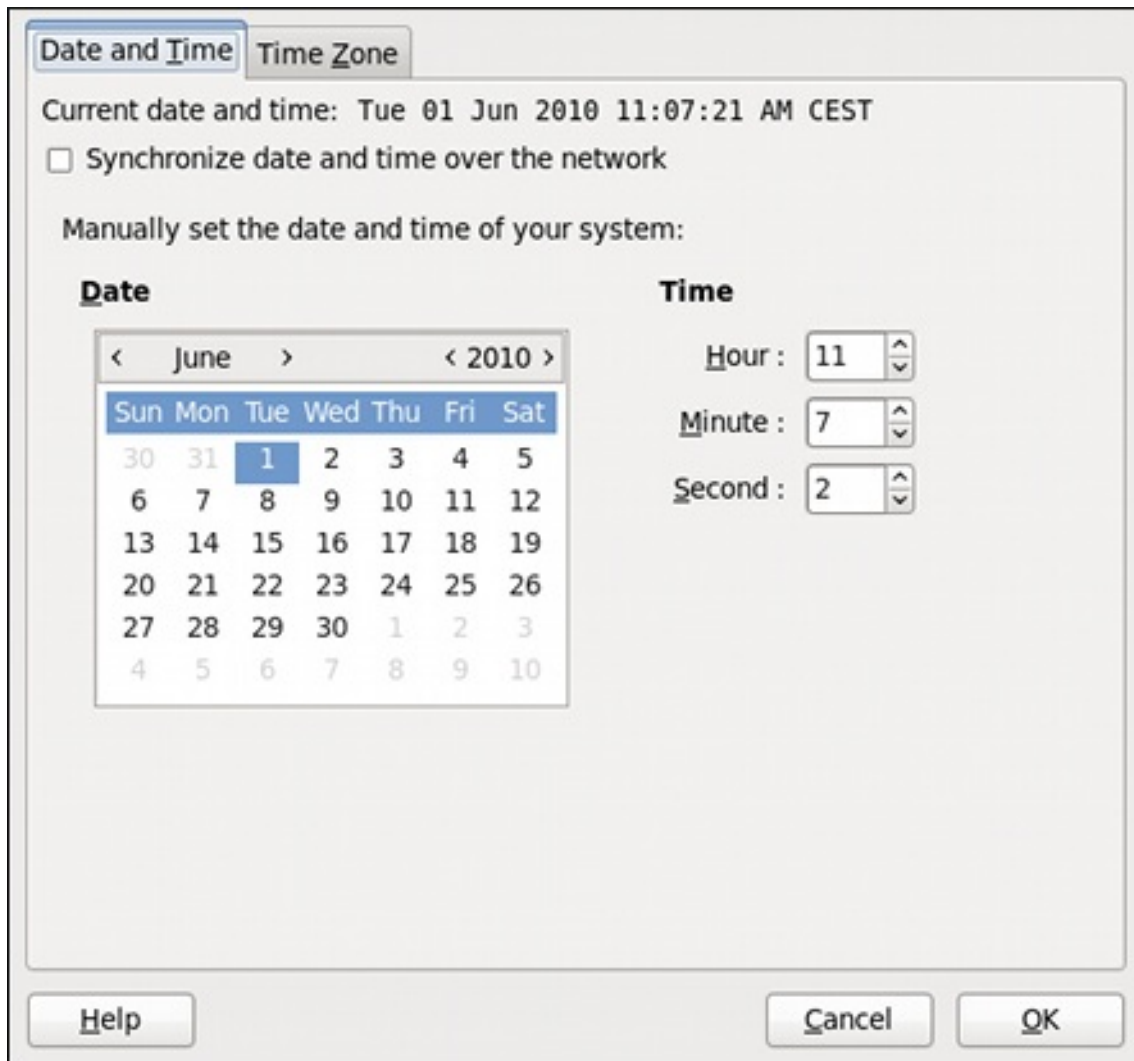 Date and Time Time Zone
Current date and time: Tue 01 Jun 2010 11:07:21 AM CEST
Synchronize date and time over the network
Manually set the date and time of your system:
Date
< June > < 2010 >
Sun Mon Tue Wed Thu Fri Sat
30 31 1 2 3 4 5
6 7 8 9 10 11 12
13 14 15 16 17 18 19
20 21 22 23 24 25 26
27 28 29 30 1 2 3
4 5 6 7 8 9 10
Time
Hour : 11
Minute : 7
Second : 2
Help Cancel OK